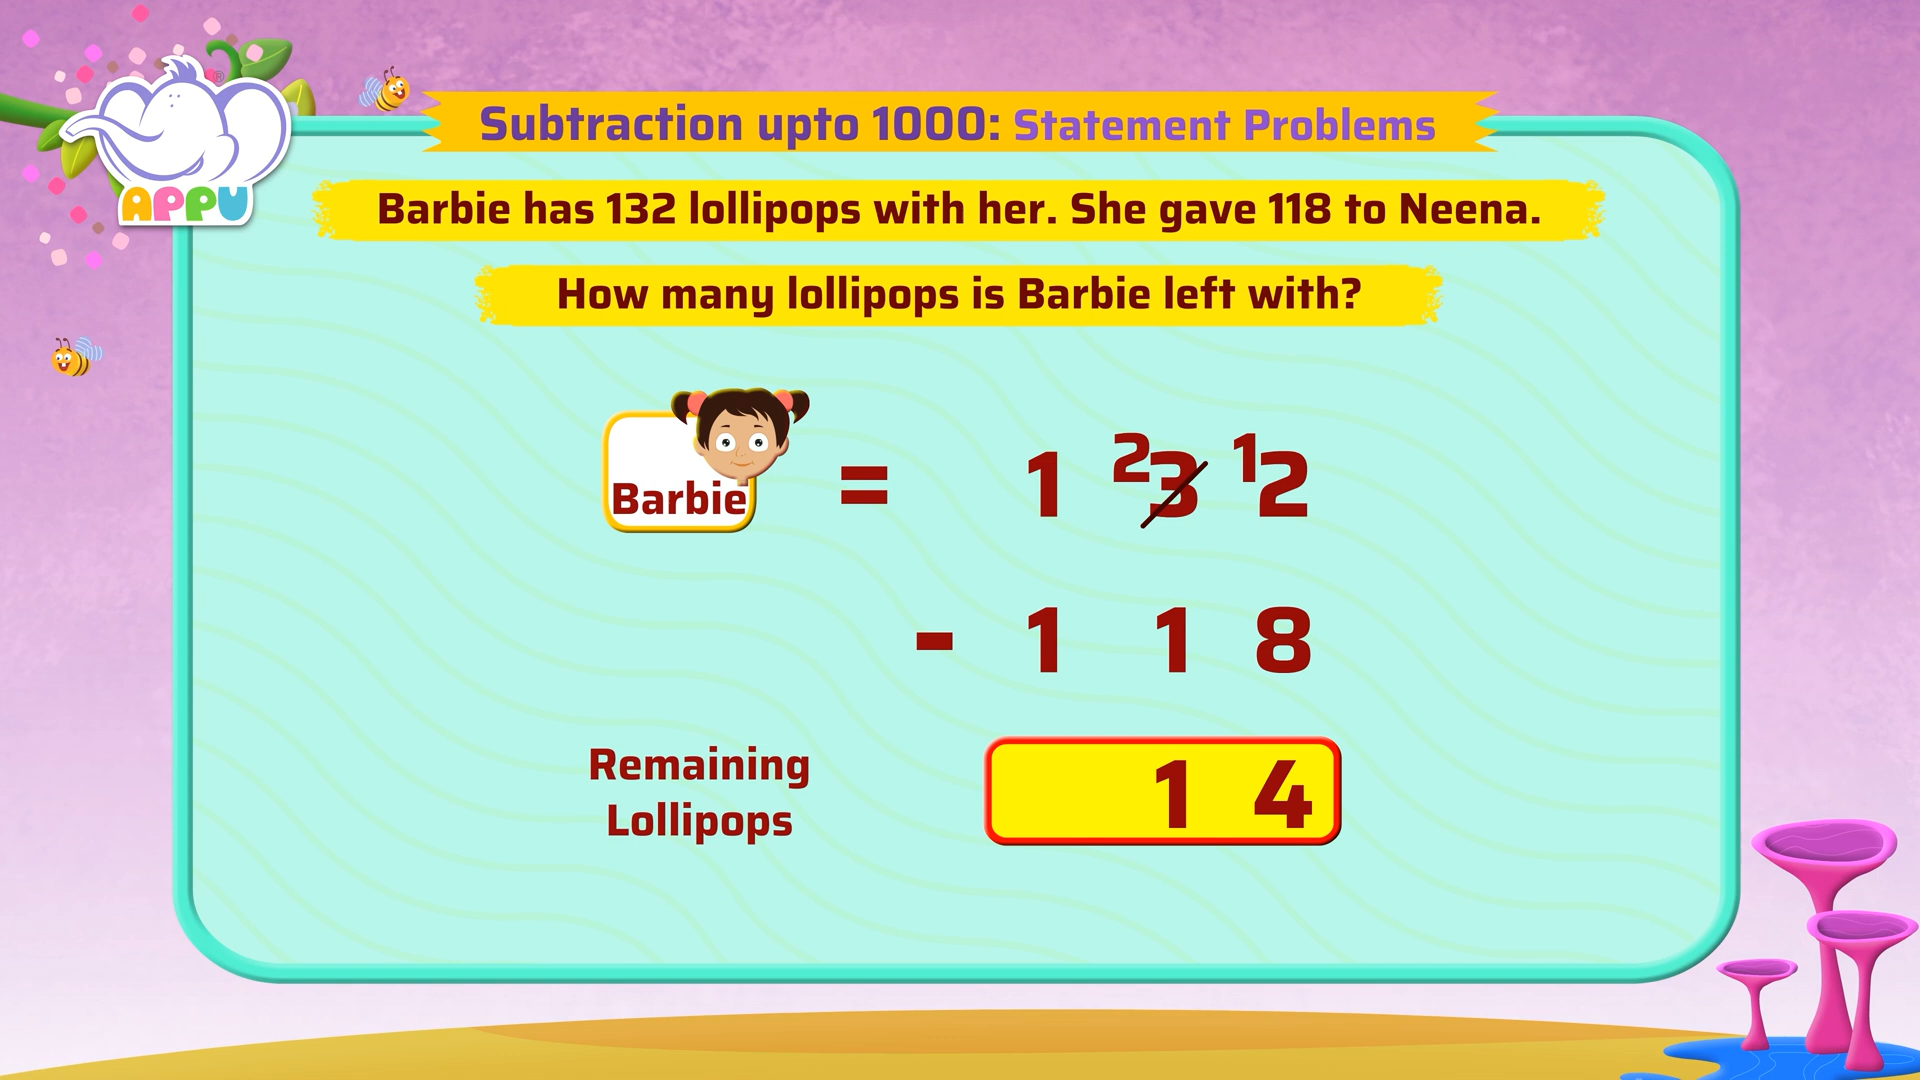 ®
APPU
Subtraction upto 1000: Statement Problems
Barbie has 132 lollipops with her. She gave 118 to Neena.
How many lollipops is Barbie left with?
Barbie = 1 23 12
- 1 1 8
Remaining
Lollipops
1 4